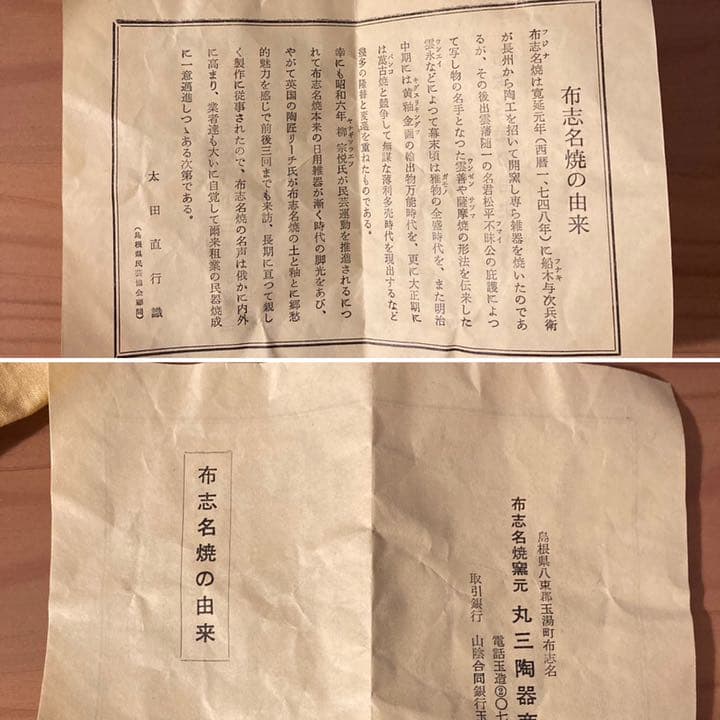 布志名焼の由来
布志名焼は寛延元年(西暦一、七四八年)に船木与次兵衛
が長州から陶工を招いて開窯し専ら雑器を焼いたのであ
るが、その後出雲藩随一の名君松平不昧公の庇護によつ
て写し物の名手となつた雲善や薩摩焼の形法を伝来した
雲永などによつて幕末頃は雅物の全盛時代を、また明治
中期には黄釉金画の絵出物万能時代を、更に大正期に
は萬古焼と競争して無謀な薄利多売時代を現出するなど
幾多の隆替と変遷を重ねたものである。
幸にも昭和六年 柳宗悦氏が民芸運動を推進されるにつ
れて布志名焼本来の日用雑器が漸く時代の脚光をあび、
やがて英国の陶匠リーチ氏が布志名焼の土と釉とに郷愁
的魅力を感じて前後三回までも来訪、長期に亘つて親し
く製作に従事されたので、布志名焼の名声は俄かに内外
に高まり、業者達も大いに自覚して爾来祖業の民器焼成
に一意邁進しつゝある次第である。
太田直行識
(島根県民芸協会顧問)
島根県八束郡玉湯町布志名
布志名焼窯元 丸三陶器
電話玉造②〇七
取引銀行 山陰合同銀行玉
布志名焼の由来